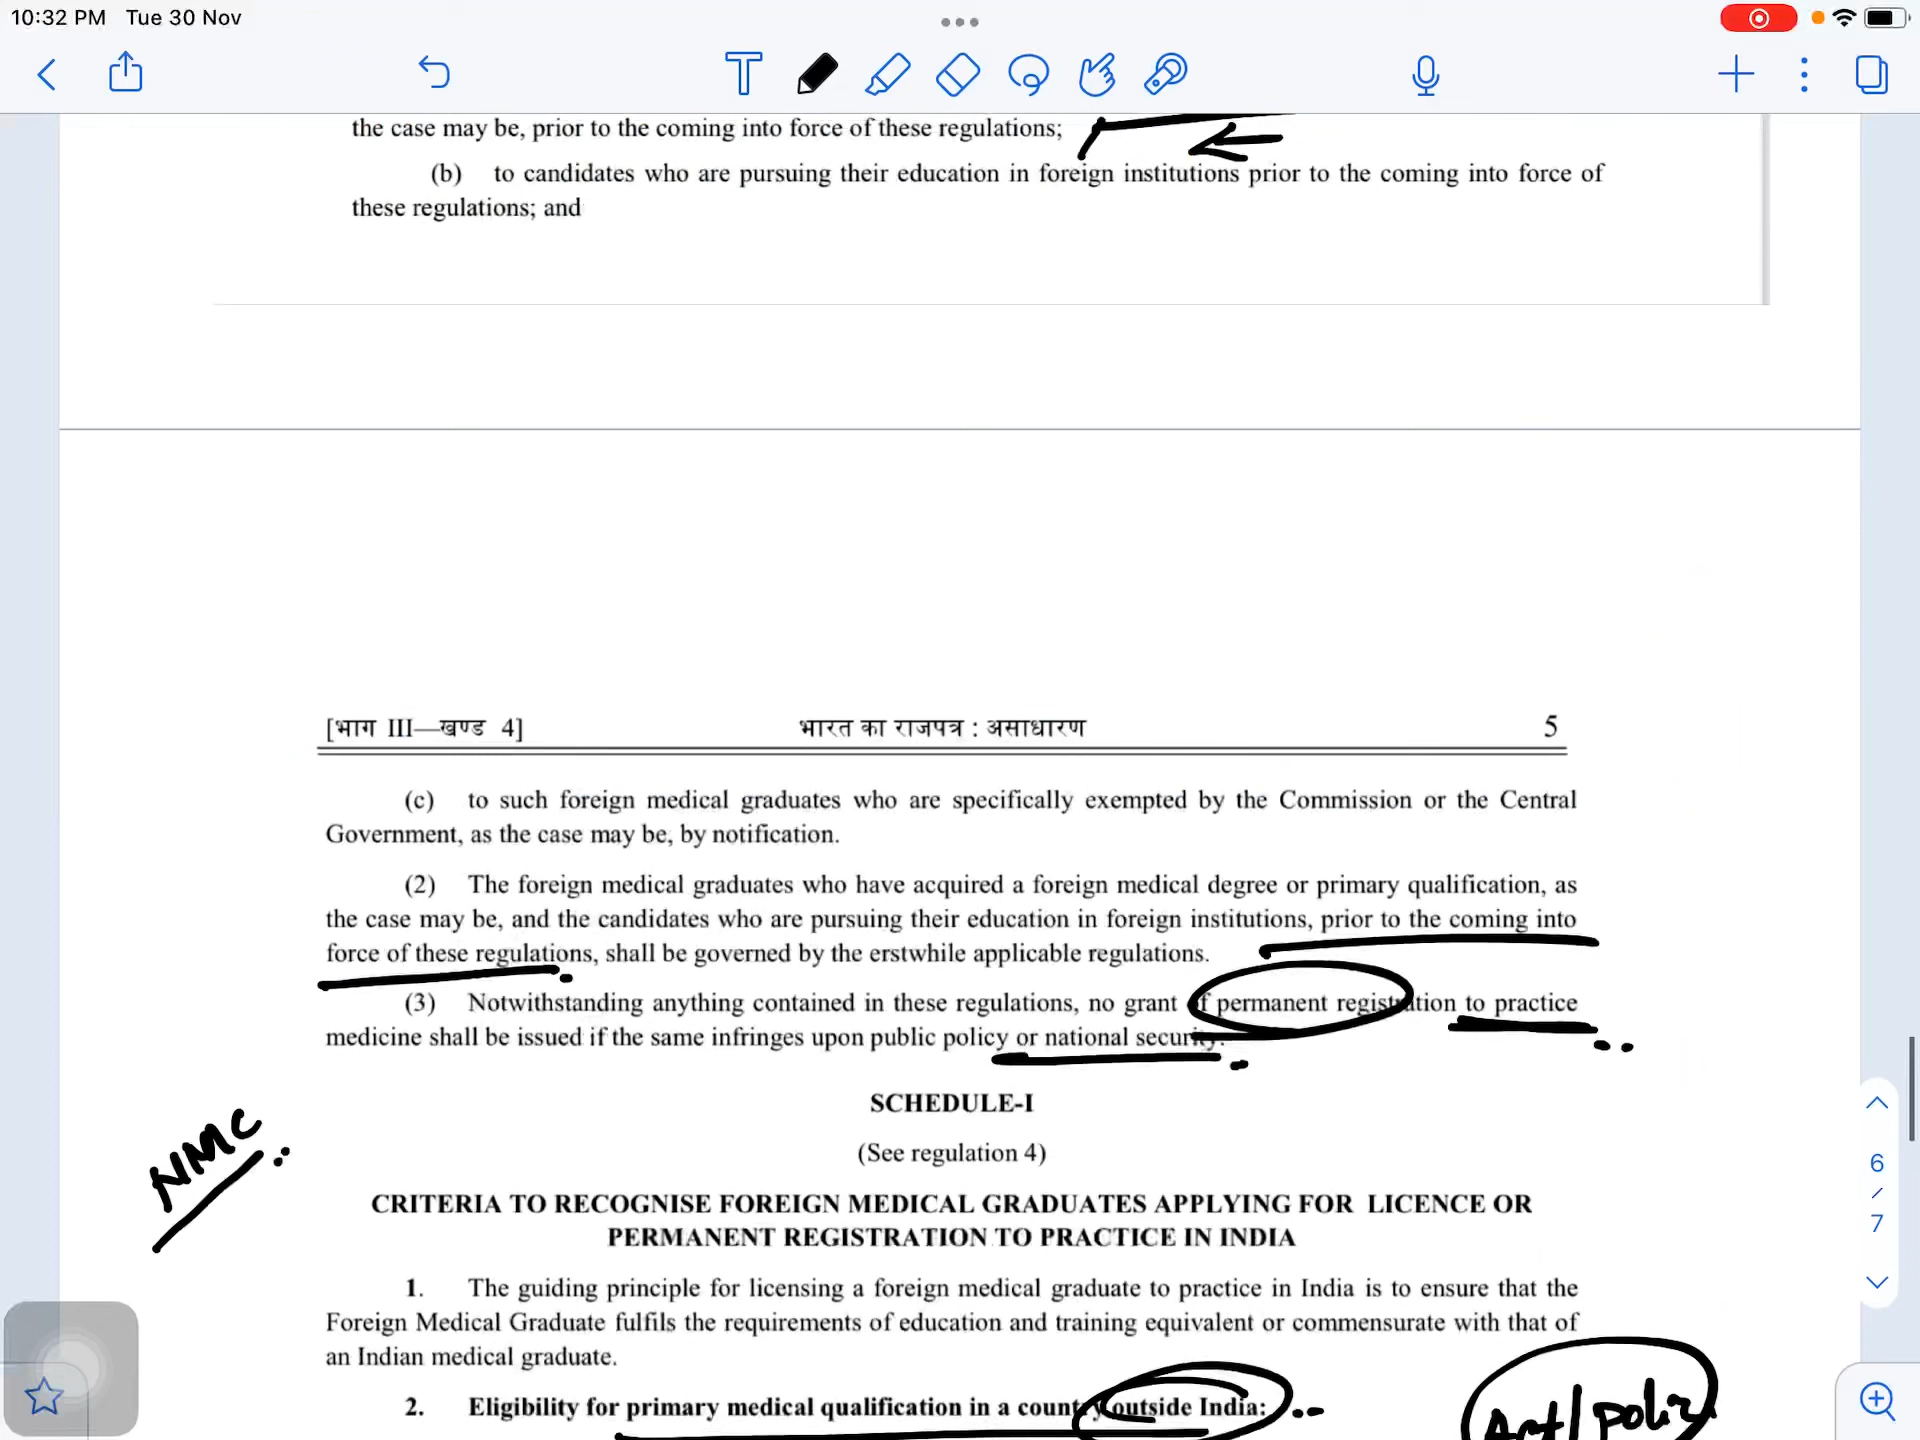 10:32 PM Tue 30 Nov
the case may be, prior to the coming into force of these regulations;
(b) to candidates who are pursuing their education in foreign institutions prior to the coming into force of
these regulations; and
[भाग III—खण्ड 4] भारत का राजपत्र : असाधारण 5
(c) to such foreign medical graduates who are specifically exempted by the Commission or the Central
Government, as the case may be, by notification.
(2) The foreign medical graduates who have acquired a foreign medical degree or primary qualification, as
the case may be, and the candidates who are pursuing their education in foreign institutions, prior to the coming into
force of these regulations, shall be governed by the erstwhile applicable regulations.
(3) Notwithstanding anything contained in these regulations, no grant of permanent registration to practice
medicine shall be issued if the same infringes upon public policy or national security.
SCHEDULE-I
(See regulation 4)
NMC
CRITERIA TO RECOGNISE FOREIGN MEDICAL GRADUATES APPLYING FOR LICENCE OR
PERMANENT REGISTRATION TO PRACTICE IN INDIA
6
/
7
1. The guiding principle for licensing a foreign medical graduate to practice in India is to ensure that the
Foreign Medical Graduate fulfils the requirements of education and training equivalent or commensurate with that of
an Indian medical graduate.
2. Eligibility for primary medical qualification in a country outside India: